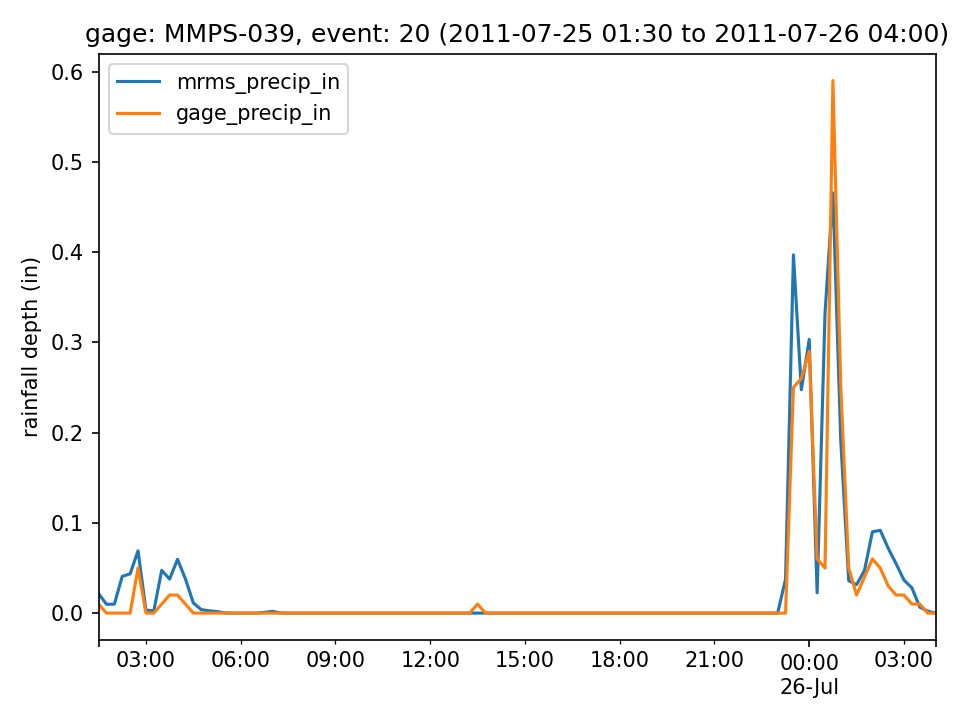 gage: MMPS-039, event: 20 (2011-07-25 01:30 to 2011-07-26 04:00)
mrms_precip_in
gage_precip_in
rainfall depth (in)
0.6
0.5
0.4
0.3
0.2
0.1
0.0
03:00 06:00 09:00 12:00 15:00 18:00 21:00 00:00 03:00
26-Jul